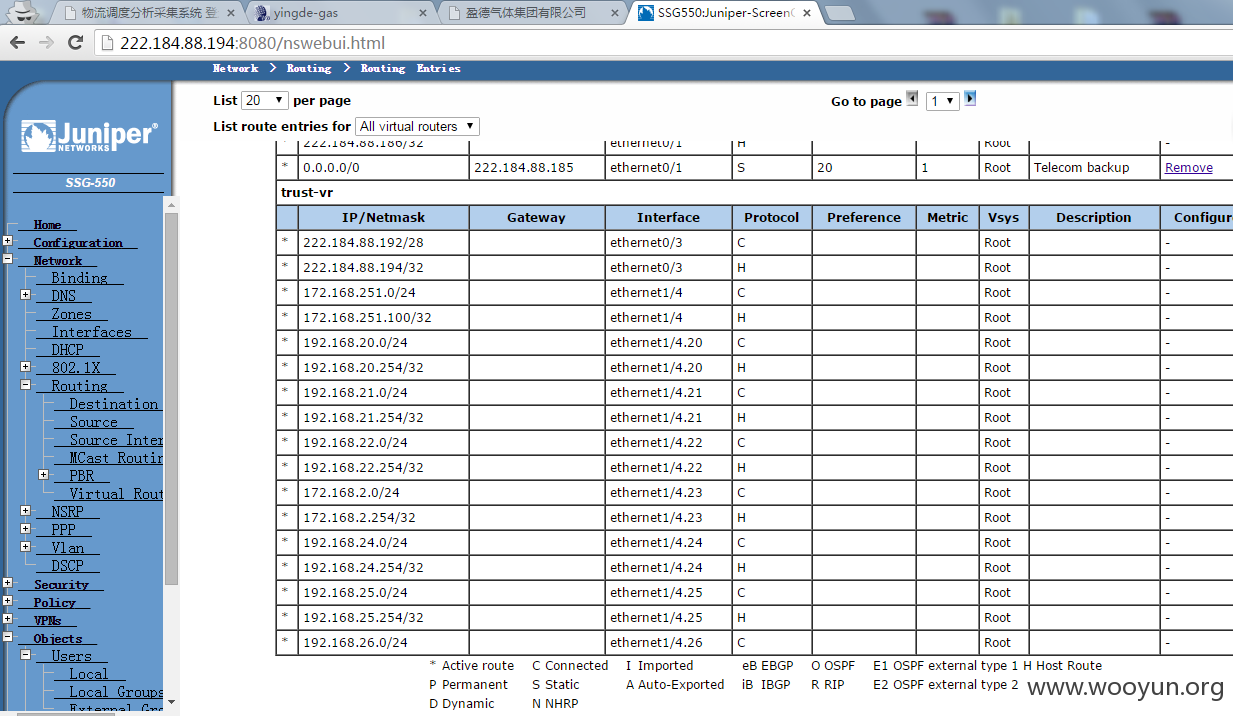 物流调度分析采集系统 登
yingde-gas
盈德气体集团有限公司
SSG550:Juniper-Screen
222.184.88.194:8080/nswebui.html
Network > Routing > Routing Entries
List 20 per page
Go to page 1
List route entries for All virtual routers
Juniper
NETWORKS
SSG-550
Home
Configuration
Network
Binding
DNS
Zones
Interfaces
DHCP
802.1X
Routing
Destination
Source
Source Inter
MCast Routin
PBR
Virtual Rout
NSRP
PPP
Vlan
DSCP
Security
Policy
VPNs
Objects
Users
Local
Local Groups
External Gro
222.184.88.186/32 ethernet0/1 H Root -
* 0.0.0.0/0 222.184.88.185 ethernet0/1 S 20 1 Root Telecom backup Remove
trust-vr
IP/Netmask Gateway Interface Protocol Preference Metric Vsys Description Configur
* 222.184.88.192/28 ethernet0/3 C Root -
* 222.184.88.194/32 ethernet0/3 H Root -
* 172.168.251.0/24 ethernet1/4 C Root -
* 172.168.251.100/32 ethernet1/4 H Root -
* 192.168.20.0/24 ethernet1/4.20 C Root -
* 192.168.20.254/32 ethernet1/4.20 H Root -
* 192.168.21.0/24 ethernet1/4.21 C Root -
* 192.168.21.254/32 ethernet1/4.21 H Root -
* 192.168.22.0/24 ethernet1/4.22 C Root -
* 192.168.22.254/32 ethernet1/4.22 H Root -
* 172.168.2.0/24 ethernet1/4.23 C Root -
* 172.168.2.254/32 ethernet1/4.23 H Root -
* 192.168.24.0/24 ethernet1/4.24 C Root -
* 192.168.24.254/32 ethernet1/4.24 H Root -
* 192.168.25.0/24 ethernet1/4.25 C Root -
* 192.168.25.254/32 ethernet1/4.25 H Root -
* 192.168.26.0/24 ethernet1/4.26 C Root -
* Active route C Connected I Imported eB EBGP O OSPF E1 OSPF external type 1 H Host Route
P Permanent S Static A Auto-Exported iB IBGP R RIP E2 OSPF external type 2
D Dynamic N NHRP
www.wooyun.org